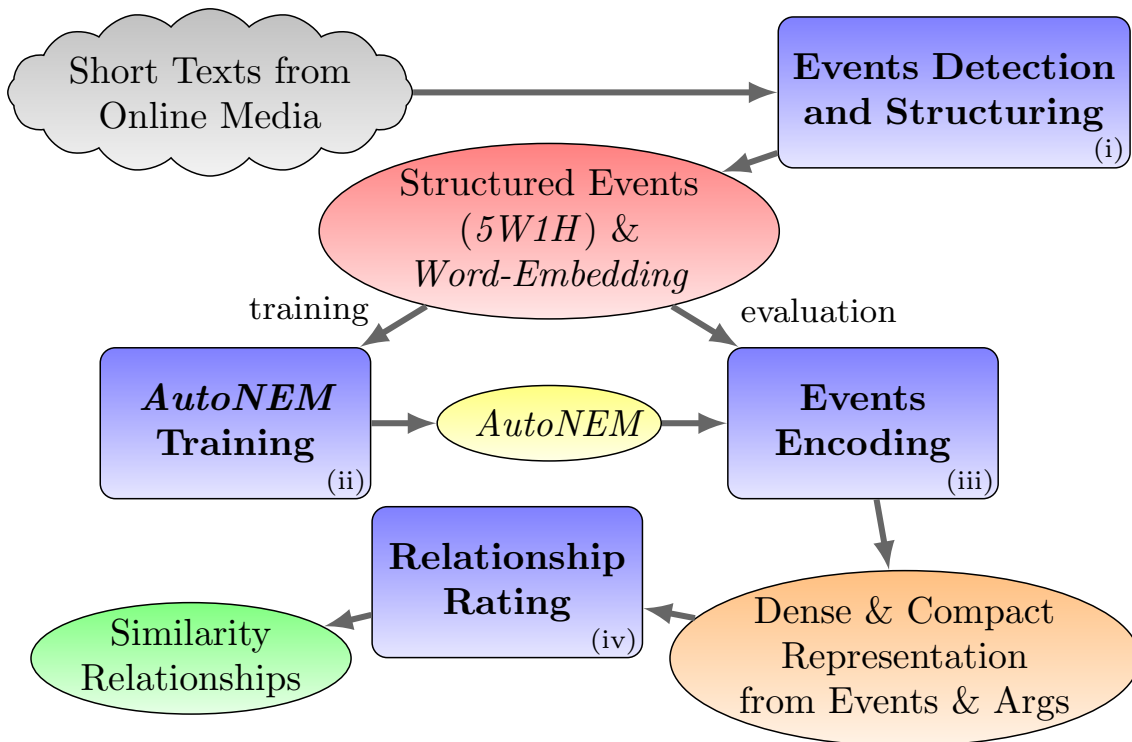 Short Texts from
Online Media
Events Detection
and Structuring
(i)
Structured Events
(5W1H) &
Word-Embedding
training
evaluation
AutoNEM
Training
(ii)
AutoNEM
Events
Encoding
(iii)
Relationship
Rating
(iv)
Similarity
Relationships
Dense & Compact
Representation
from Events & Args